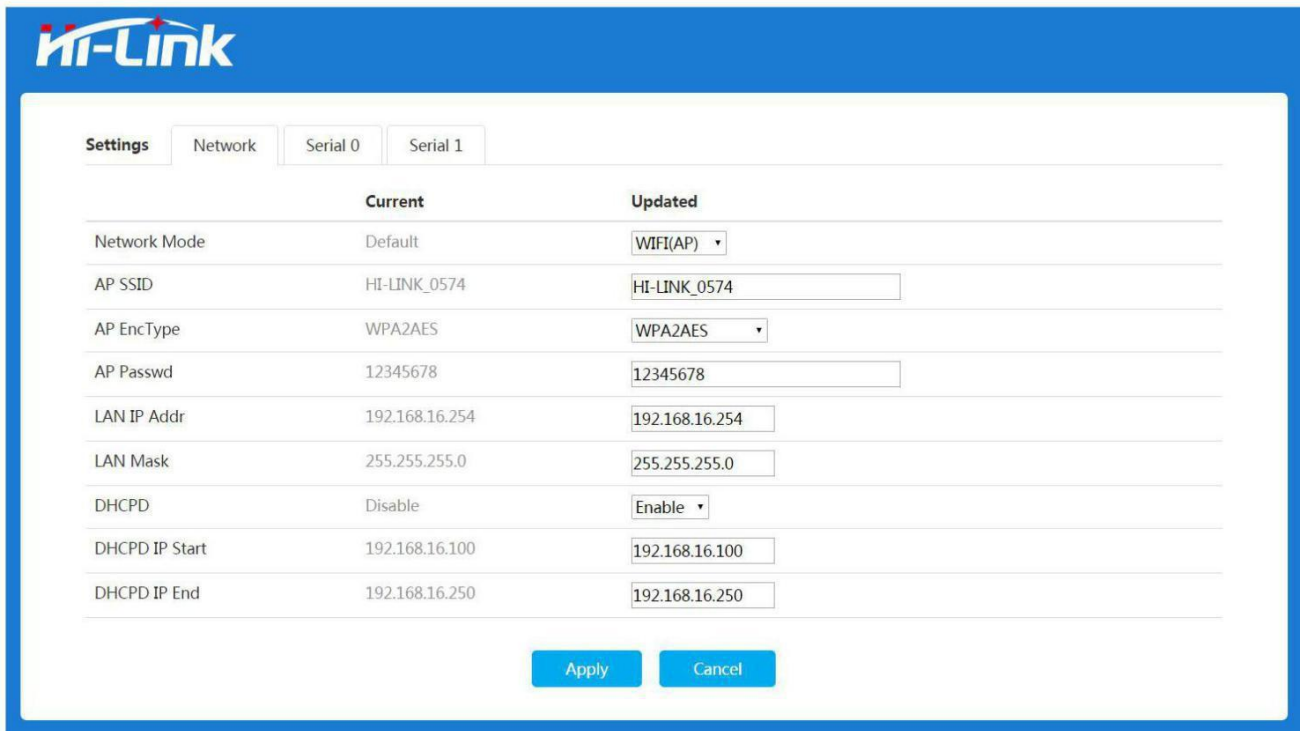 Hi-Link
Settings Network Serial 0 Serial 1
Current Updated
Network Mode Default WIFI(AP)
AP SSID HI-LINK_0574 HI-LINK_0574
AP EncType WPA2AES WPA2AES
AP Passwd 12345678 12345678
LAN IP Addr 192.168.16.254 192.168.16.254
LAN Mask 255.255.255.0 255.255.255.0
DHCPD Disable Enable
DHCPD IP Start 192.168.16.100 192.168.16.100
DHCPD IP End 192.168.16.250 192.168.16.250
Apply Cancel